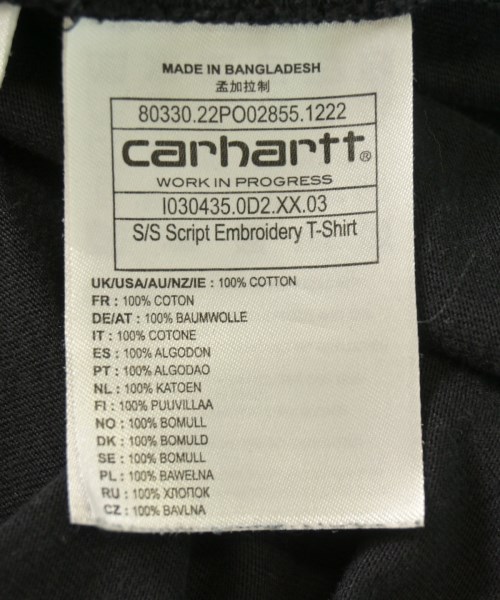 MADE IN BANGLADESH
孟加拉制
80330.22PO02855.1222
carhartt®
WORK IN PROGRESS
I030435.0D2.XX.03
S/S Script Embroidery T-Shirt
UK/USA/AU/NZ/IE : 100% COTTON
FR : 100% COTON
DE/AT : 100% BAUMWOLLE
IT : 100% COTONE
ES : 100% ALGODON
PT : 100% ALGODAO
NL : 100% KATOEN
FI : 100% PUUVILLAA
NO : 100% BOMULL
DK : 100% BOMULD
SE : 100% BOMULL
PL : 100% BAWEŁNA
RU : 100% ХЛОПОК
CZ : 100% BAVLNA